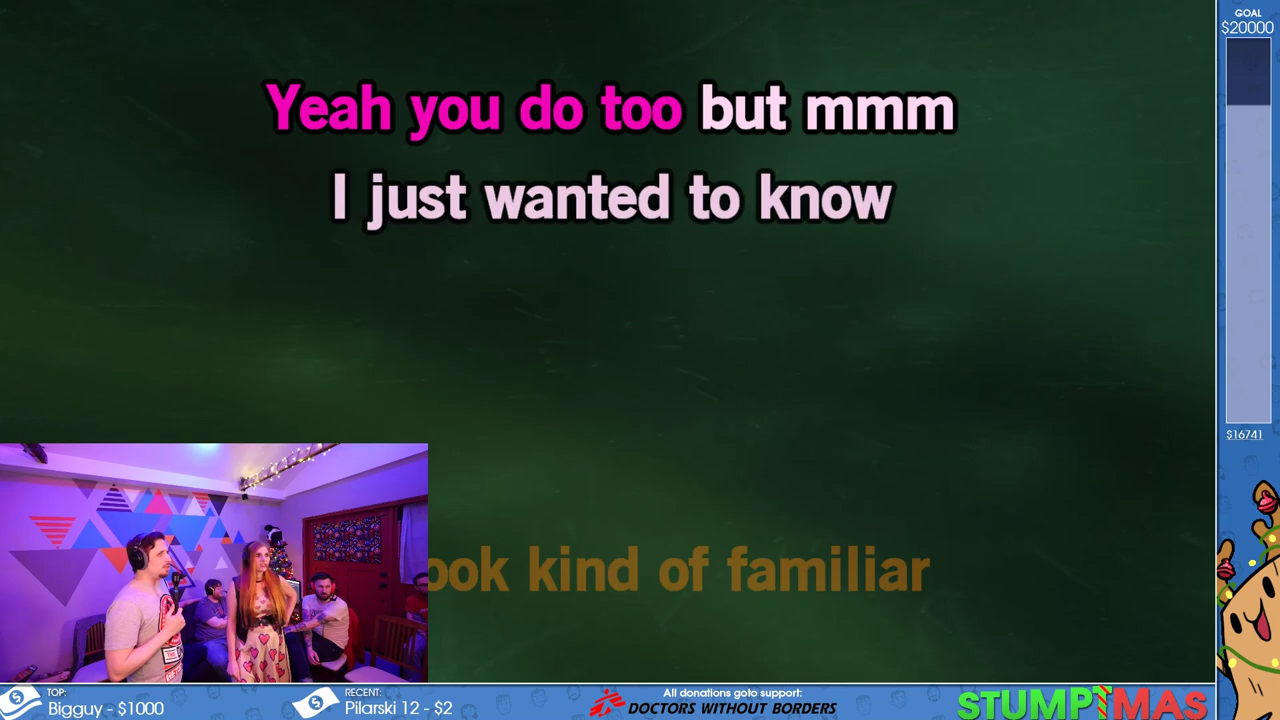 GOAL
$20000
Yeah you do too but mmm
I just wanted to know
ook kind of familiar
$16741
TOP:
Bigguy - $1000
RECENT:
Pilarski 12 - $2
All donations goto support:
DOCTORS WITHOUT BORDERS
STUMPTMAS